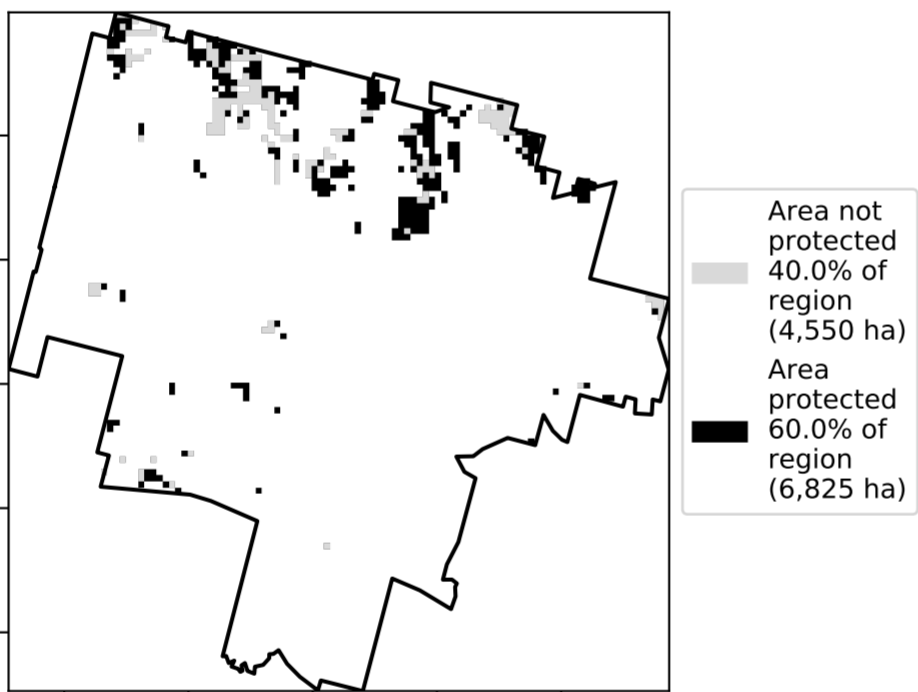 Area not
protected
40.0% of
region
(4,550 ha)
Area
protected
60.0% of
region
(6,825 ha)